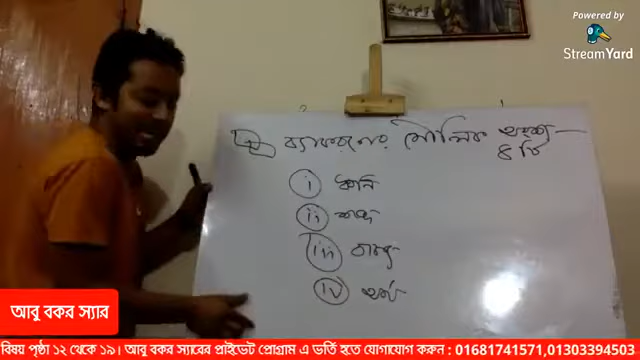 Powered by
StreamYard
ব্যাকরণের মৌলিক অংশ —
৪ টি
i ধ্বনি
ii শব্দ
iii বাক্য
iv অর্থ
আবু বকর স্যার
বিষয় পৃষ্ঠা ১২ থেকে ১৯। আবু বকর স্যারের প্রাইভেট প্রোগ্রাম এ ভর্তি হতে যোগাযোগ করুন : 01681741571,01303394503